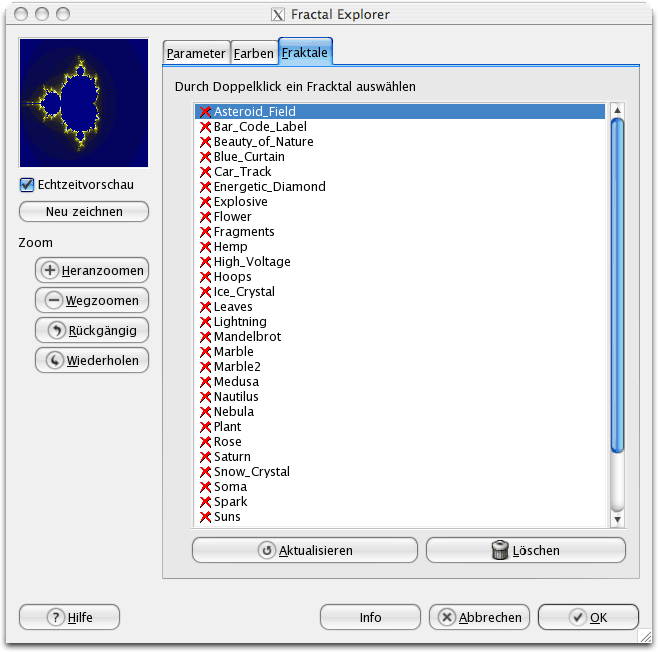 Fractal Explorer
Parameter Farben Fraktale
Durch Doppelklick ein Fracktal auswählen
Echtzeitvorschau
Neu zeichnen
Zoom
Heranzoomen
Wegzoomen
Rückgängig
Wiederholen
Asteroid_Field
Bar_Code_Label
Beauty_of_Nature
Blue_Curtain
Car_Track
Energetic_Diamond
Explosive
Flower
Fragments
Hemp
High_Voltage
Hoops
Ice_Crystal
Leaves
Lightning
Mandelbrot
Marble
Marble2
Medusa
Nautilus
Nebula
Plant
Rose
Saturn
Snow_Crystal
Soma
Spark
Suns
Aktualisieren Löschen
Hilfe Info Abbrechen OK